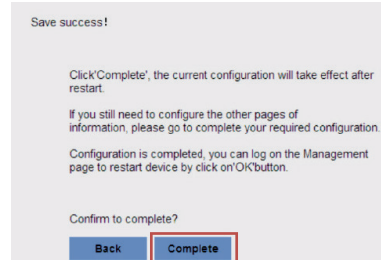 Save success!
Click'Complete', the current configuration will take effect after
restart.
If you still need to configure the other pages of
information, please go to complete your required configuration.
Configuration is completed, you can log on the Management
page to restart device by click on'OK'button.
Confirm to complete?
Back Complete